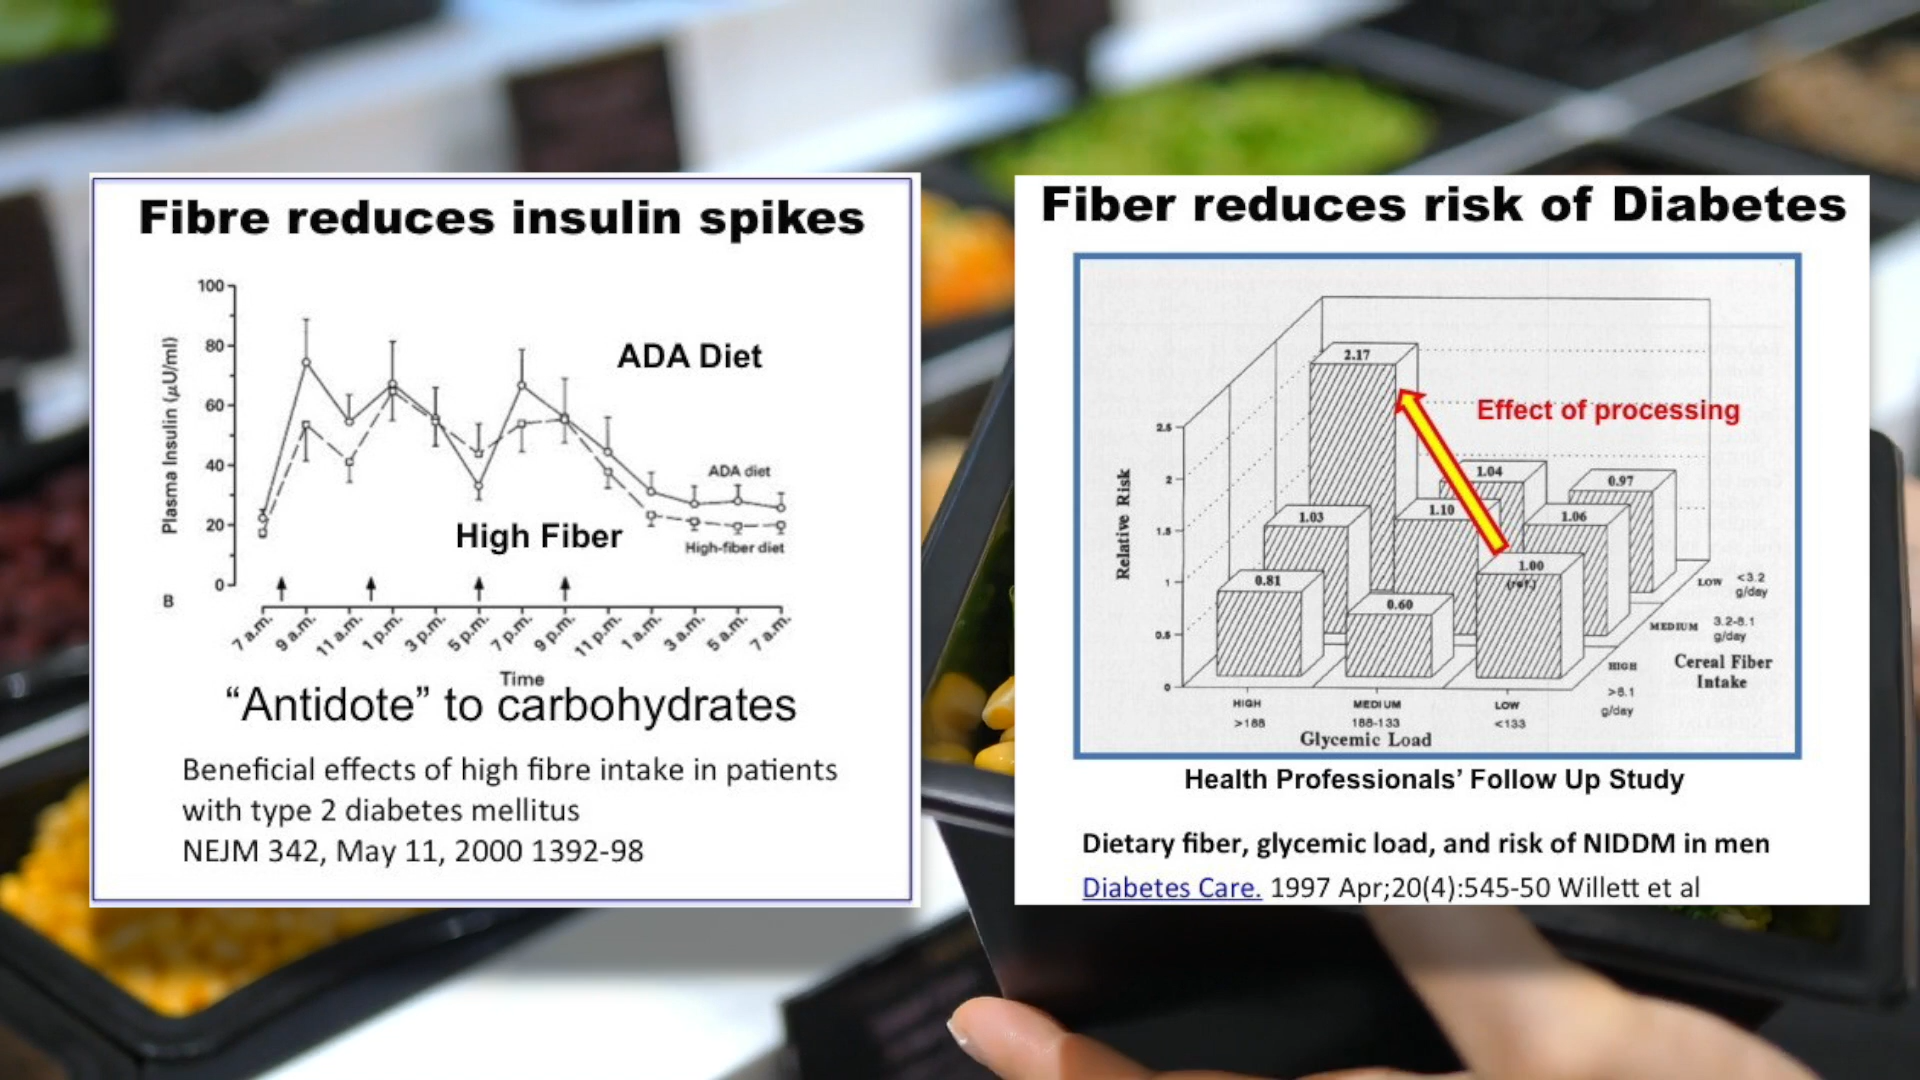 Fibre reduces insulin spikes
100
80
60
40
20
0
Plasma Insulin (μU/ml)
ADA Diet
ADA diet
High Fiber
High-fiber diet
B
7 a.m.
9 a.m.
11 a.m.
1 p.m.
3 p.m.
5 p.m.
7 p.m.
9 p.m.
11 p.m.
1 a.m.
3 a.m.
5 a.m.
7 a.m.
Time
“Antidote” to carbohydrates
Beneficial effects of high fibre intake in patients
with type 2 diabetes mellitus
NEJM 342, May 11, 2000 1392-98
Fiber reduces risk of Diabetes
2.17
Effect of processing
2.5
2
1.5
1
0.5
0
Relative Risk
1.04
0.97
1.03
1.10
1.06
0.81
0.60
1.00
(ref.)
LOW <3.2
g/day
MEDIUM 3.2-8.1
g/day
HIGH
>8.1
g/day
Cereal Fiber
Intake
HIGH
>188
MEDIUM
188-133
LOW
<133
Glycemic Load
Health Professionals’ Follow Up Study
Dietary fiber, glycemic load, and risk of NIDDM in men
Diabetes Care. 1997 Apr;20(4):545-50 Willett et al